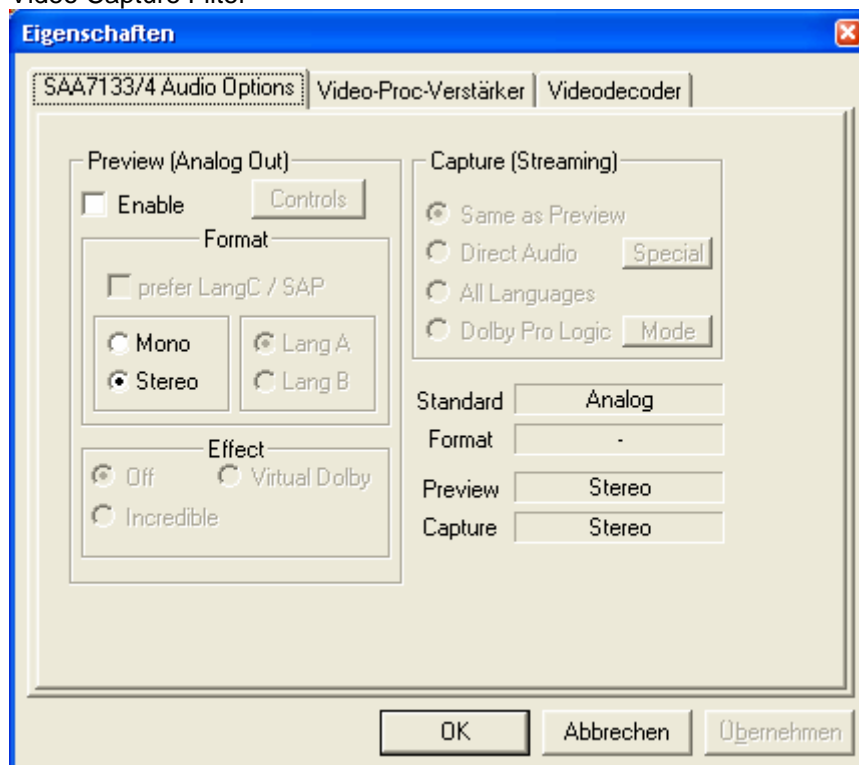 Video Capture Filter
Eigenschaften
SAA7133/4 Audio Options Video-Proc-Verstärker Videodecoder
Preview (Analog Out)
Enable Controls
Format
prefer LangC / SAP
Mono Lang A
Stereo Lang B
Effect
Off Virtual Dolby
Incredible
Capture (Streaming)
Same as Preview
Direct Audio Special
All Languages
Dolby Pro Logic Mode
Standard Analog
Format -
Preview Stereo
Capture Stereo
OK Abbrechen Übernehmen